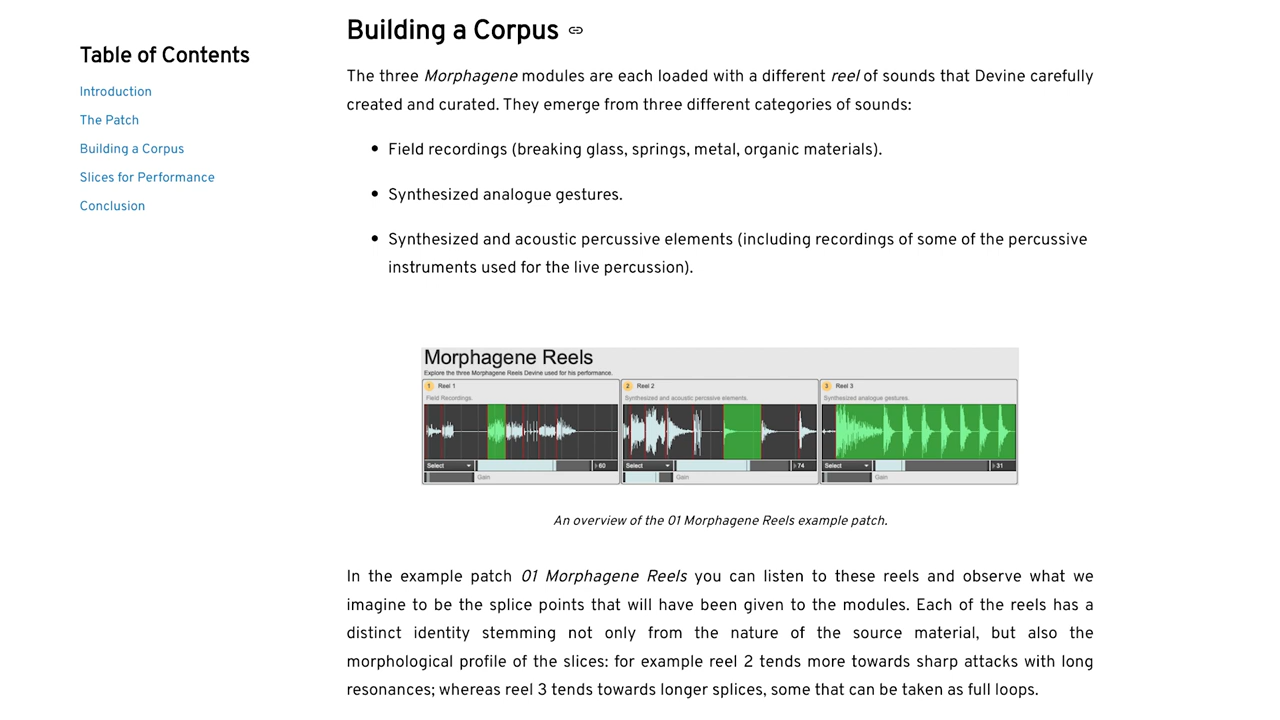 Table of Contents
Introduction
The Patch
Building a Corpus
Slices for Performance
Conclusion
Building a Corpus
The three Morphagene modules are each loaded with a different reel of sounds that Devine carefully
created and curated. They emerge from three different categories of sounds:
• Field recordings (breaking glass, springs, metal, organic materials).
• Synthesized analogue gestures.
• Synthesized and acoustic percussive elements (including recordings of some of the percussive
instruments used for the live percussion).
Morphagene Reels
Explore the three Morphagene Reels Devine used for his performance.
1 Reel 1
Field Recordings.
Select
60
Gain
2 Reel 2
Synthesized and acoustic percasive elements.
Select
74
Gain
3 Reel 3
Synthesized analogue gestures.
Select
31
Gain
An overview of the 01 Morphagene Reels example patch.
In the example patch 01 Morphagene Reels you can listen to these reels and observe what we
imagine to be the splice points that will have been given to the modules. Each of the reels has a
distinct identity stemming not only from the nature of the source material, but also the
morphological profile of the slices: for example reel 2 tends more towards sharp attacks with long
resonances; whereas reel 3 tends towards longer splices, some that can be taken as full loops.